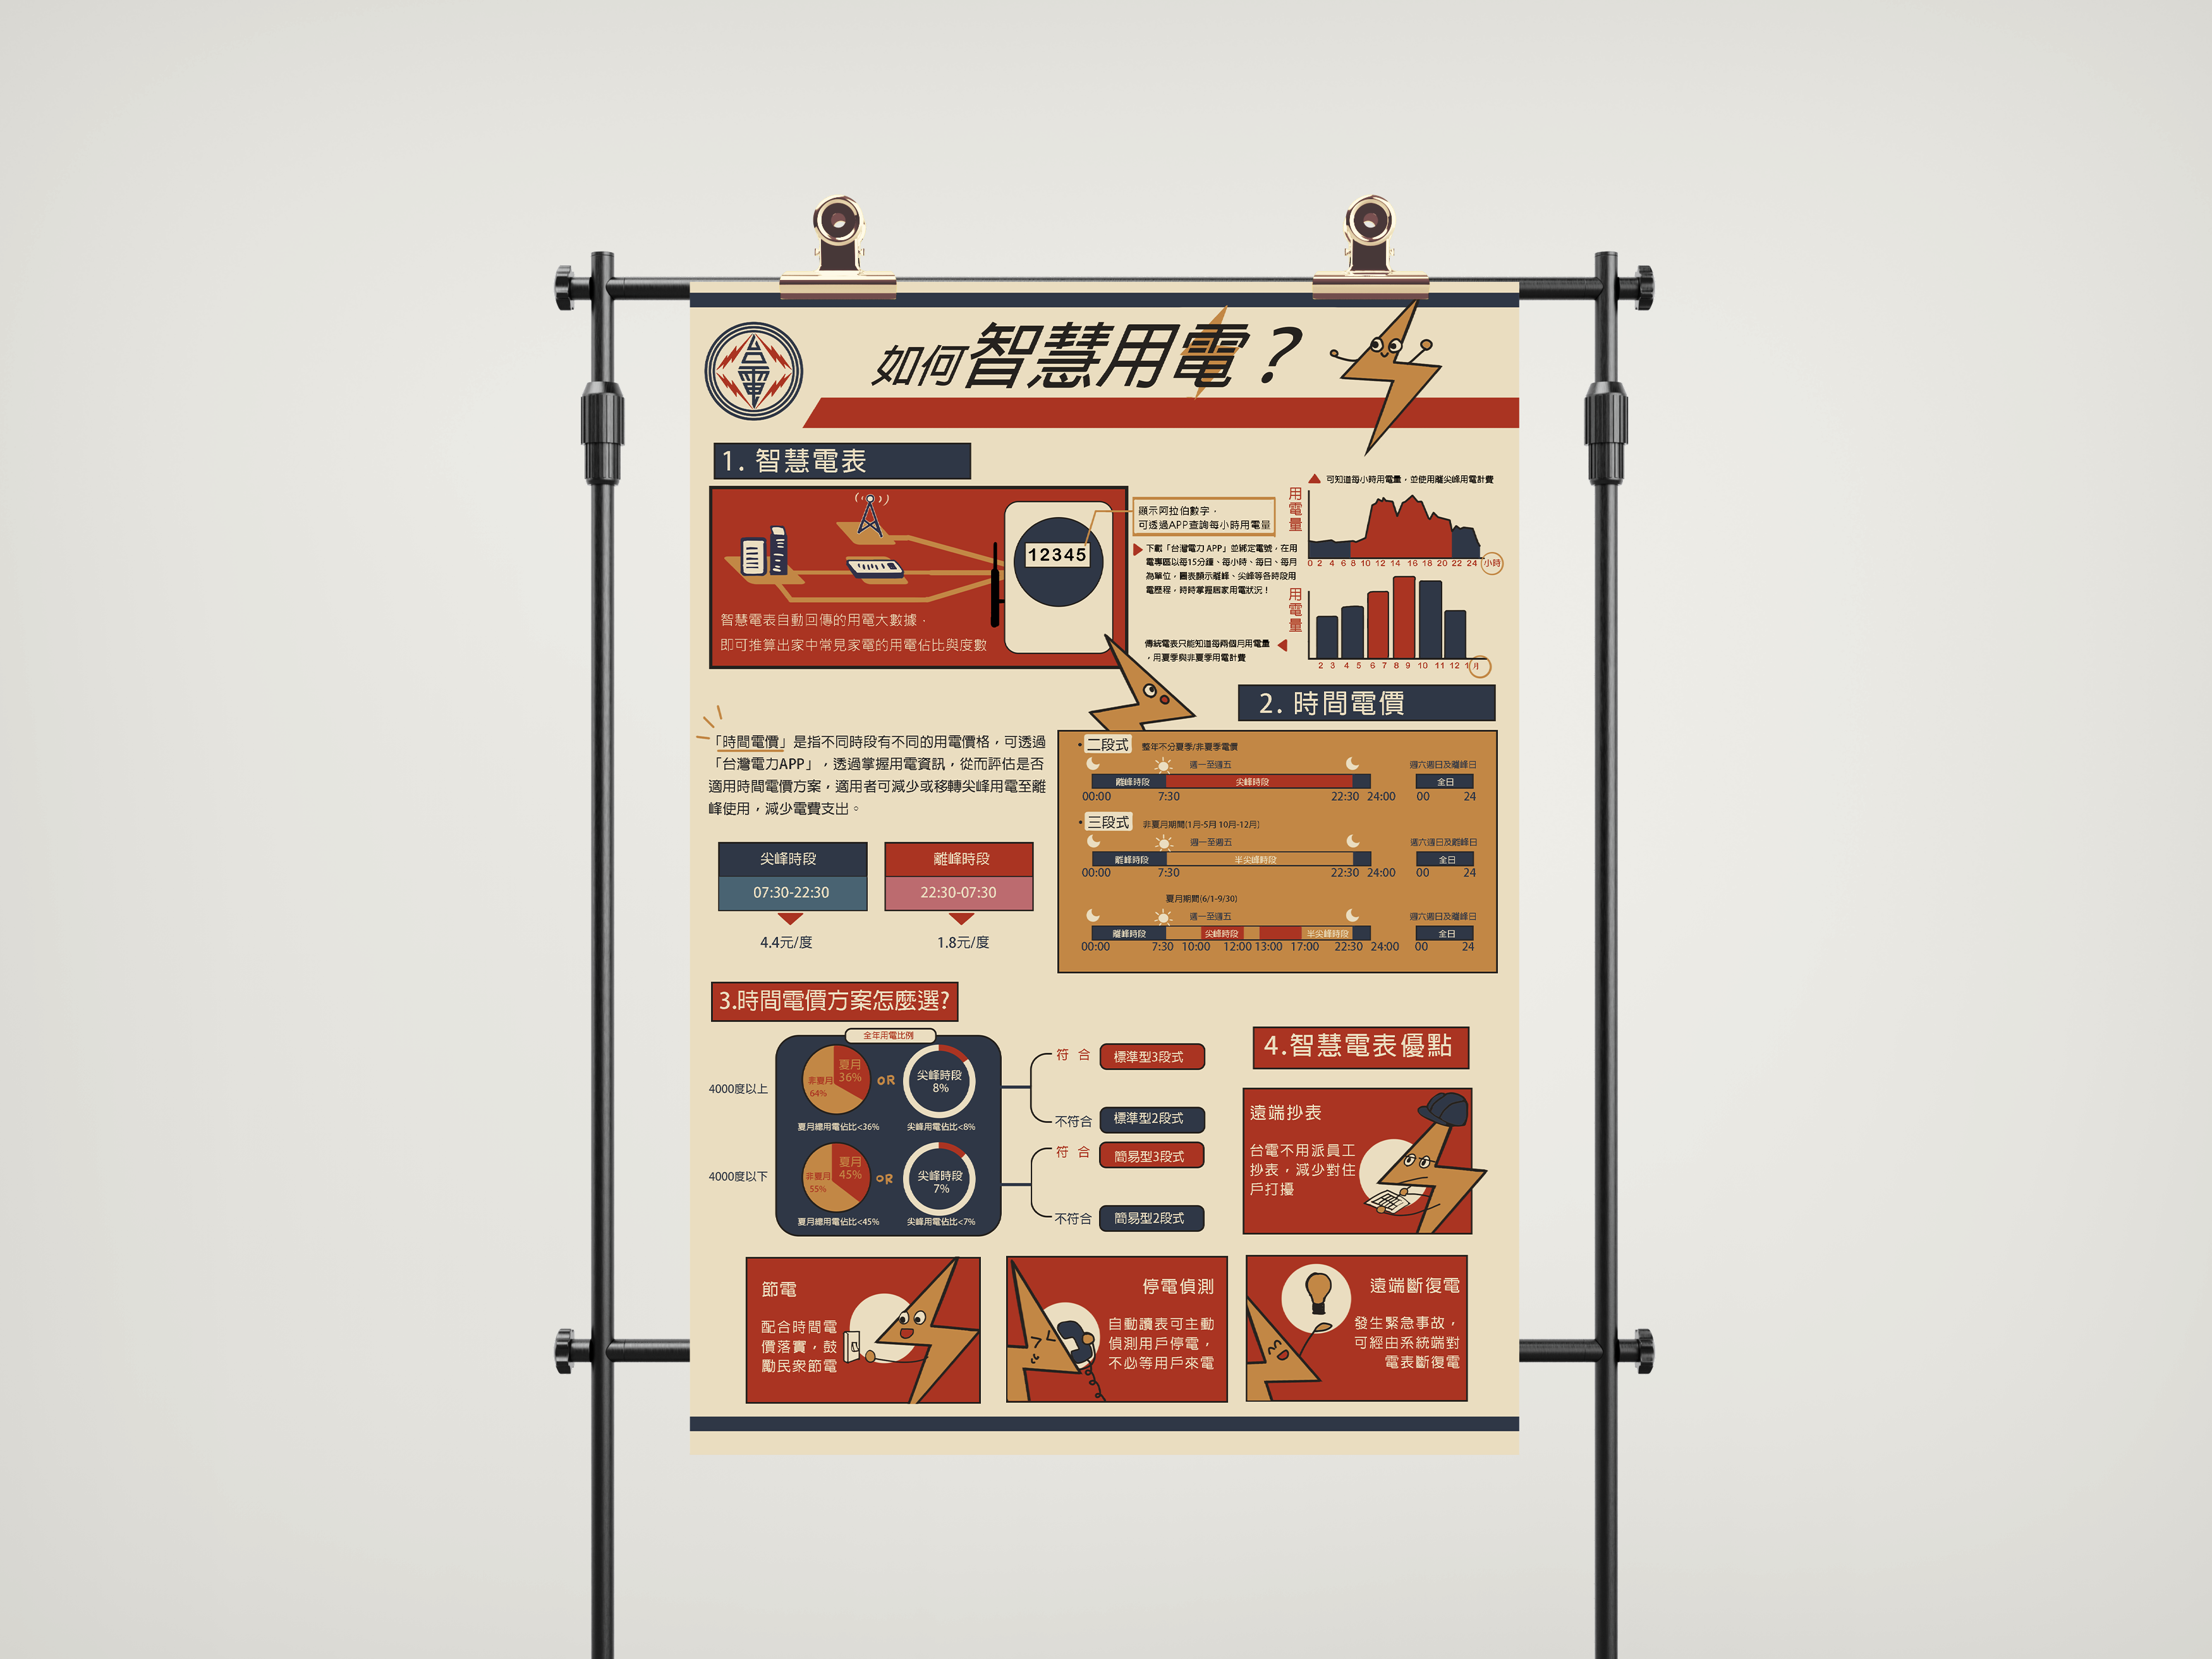 台電
如何智慧用電？
1. 智慧電表
12345
智慧電表自動回傳的用電大數據，
即可推算出家中常見家電的用電佔比與度數
顯示阿拉伯數字，
可透過APP查詢每小時用電量
下載「台灣電力 APP」並綁定電號，在用
電專區以每15分鐘、每小時、每日、每月
為單位，圖表顯示離峰、尖峰等各時段用
電歷程，時時掌握居家用電狀況！
可知道每小時用電量，並使用離尖峰用電計費
用電量
0 2 4 6 8 10 12 14 16 18 20 22 24 小時
傳統電表只能知道每兩個月用電量
，用夏季與非夏季用電計費
用電量
2 3 4 5 6 7 8 9 10 11 12 1 月
2. 時間電價
「時間電價」是指不同時段有不同的用電價格，可透過
「台灣電力APP」，透過掌握用電資訊，從而評估是否
適用時間電價方案，適用者可減少或移轉尖峰用電至離
峰使用，減少電費支出。
尖峰時段
07:30-22:30
4.4元/度
離峰時段
22:30-07:30
1.8元/度
• 二段式 整年不分夏季/非夏季電價
週一至週五 週六週日及離峰日
離峰時段 尖峰時段 全日
00:00 7:30 22:30 24:00 00 24
• 三段式 非夏月期間(1月-5月 10月-12月)
週一至週五 週六週日及離峰日
離峰時段 半尖峰時段 全日
00:00 7:30 22:30 24:00 00 24
夏月期間(6/1-9/30)
週一至週五 週六週日及離峰日
離峰時段 尖峰時段 半尖峰時段 全日
00:00 7:30 10:00 12:00 13:00 17:00 22:30 24:00 00 24
3.時間電價方案怎麼選?
全年用電比例
4000度以上
夏月
36%
非夏月
64%
OR
尖峰時段
8%
夏月總用電佔比<36% 尖峰用電佔比<8%
符 合 標準型3段式
不符合 標準型2段式
4000度以下
夏月
45%
非夏月
55%
OR
尖峰時段
7%
夏月總用電佔比<45% 尖峰用電佔比<7%
符 合 簡易型3段式
不符合 簡易型2段式
4.智慧電表優點
遠端抄表
台電不用派員工
抄表，減少對住
戶打擾
節電
配合時間電
價落實，鼓
勵民眾節電
停電偵測
自動讀表可主動
偵測用戶停電，
不必等用戶來電
遠端斷復電
發生緊急事故，
可經由系統端對
電表斷復電